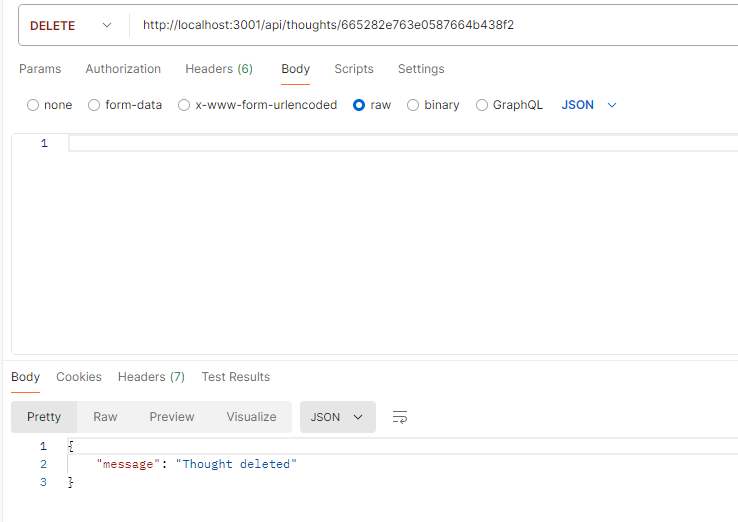 DELETE http://localhost:3001/api/thoughts/665282e763e0587664b438f2
Params Authorization Headers (6) Body Scripts Settings
none form-data x-www-form-urlencoded raw binary GraphQL JSON
1
Body Cookies Headers (7) Test Results
Pretty Raw Preview Visualize JSON
1 {
2 "message": "Thought deleted"
3 }